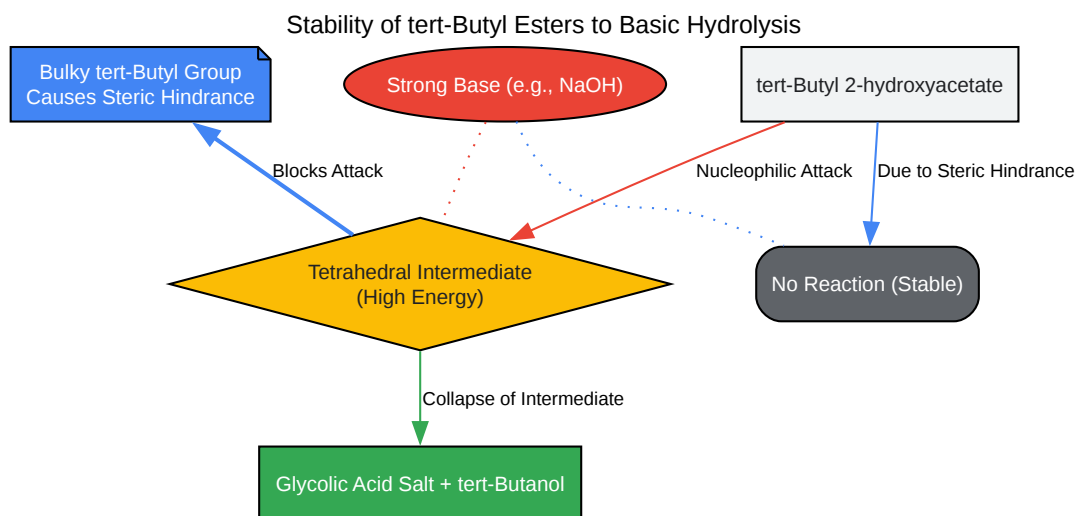 Stability of tert-Butyl Esters to Basic Hydrolysis
Bulky tert-Butyl Group
Causes Steric Hindrance
Strong Base (e.g., NaOH)
tert-Butyl 2-hydroxyacetate
Blocks Attack
Nucleophilic Attack
Due to Steric Hindrance
Tetrahedral Intermediate
(High Energy)
No Reaction (Stable)
Collapse of Intermediate
Glycolic Acid Salt + tert-Butanol